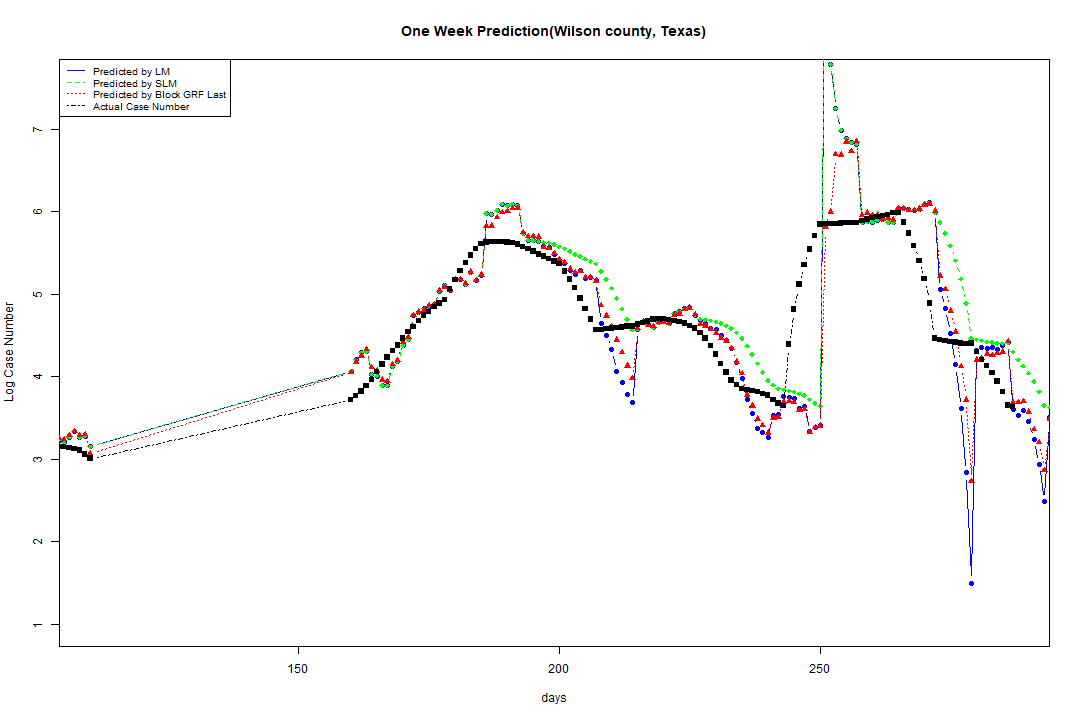 One Week Prediction(Wilson county, Texas)
Predicted by LM
Predicted by SLM
Predicted by Block GRF Last
Actual Case Number
Log Case Number
7
6
5
4
3
2
1
150
200
250
days